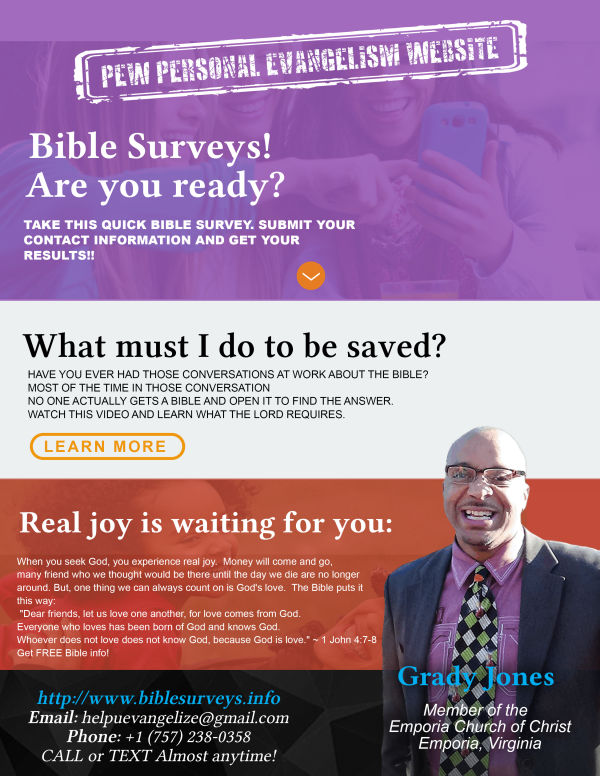 PEW PERSONAL EVANGELISM WEBSITE
Bible Surveys!
Are you ready?
TAKE THIS QUICK BIBLE SURVEY. SUBMIT YOUR
CONTACT INFORMATION AND GET YOUR
RESULTS!!
What must I do to be saved?
HAVE YOU EVER HAD THOSE CONVERSATIONS AT WORK ABOUT THE BIBLE?
MOST OF THE TIME IN THOSE CONVERSATION
NO ONE ACTUALLY GETS A BIBLE AND OPEN IT TO FIND THE ANSWER.
WATCH THIS VIDEO AND LEARN WHAT THE LORD REQUIRES.
LEARN MORE
Real joy is waiting for you:
When you seek God, you experience real joy.  Money will come and go,
many friend who we thought would be there until the day we die are no longer
around. But, one thing we can always count on is God's love.  The Bible puts it
this way:
"Dear friends, let us love one another, for love comes from God.
Everyone who loves has been born of God and knows God.
Whoever does not love does not know God, because God is love." ~ 1 John 4:7-8
Get FREE Bible info!
http://www.biblesurveys.info
Email: helpuevangelize@gmail.com
Phone: +1 (757) 238-0358
CALL or TEXT Almost anytime!
Grady Jones
Member of the
Emporia Church of Christ
Emporia, Virginia